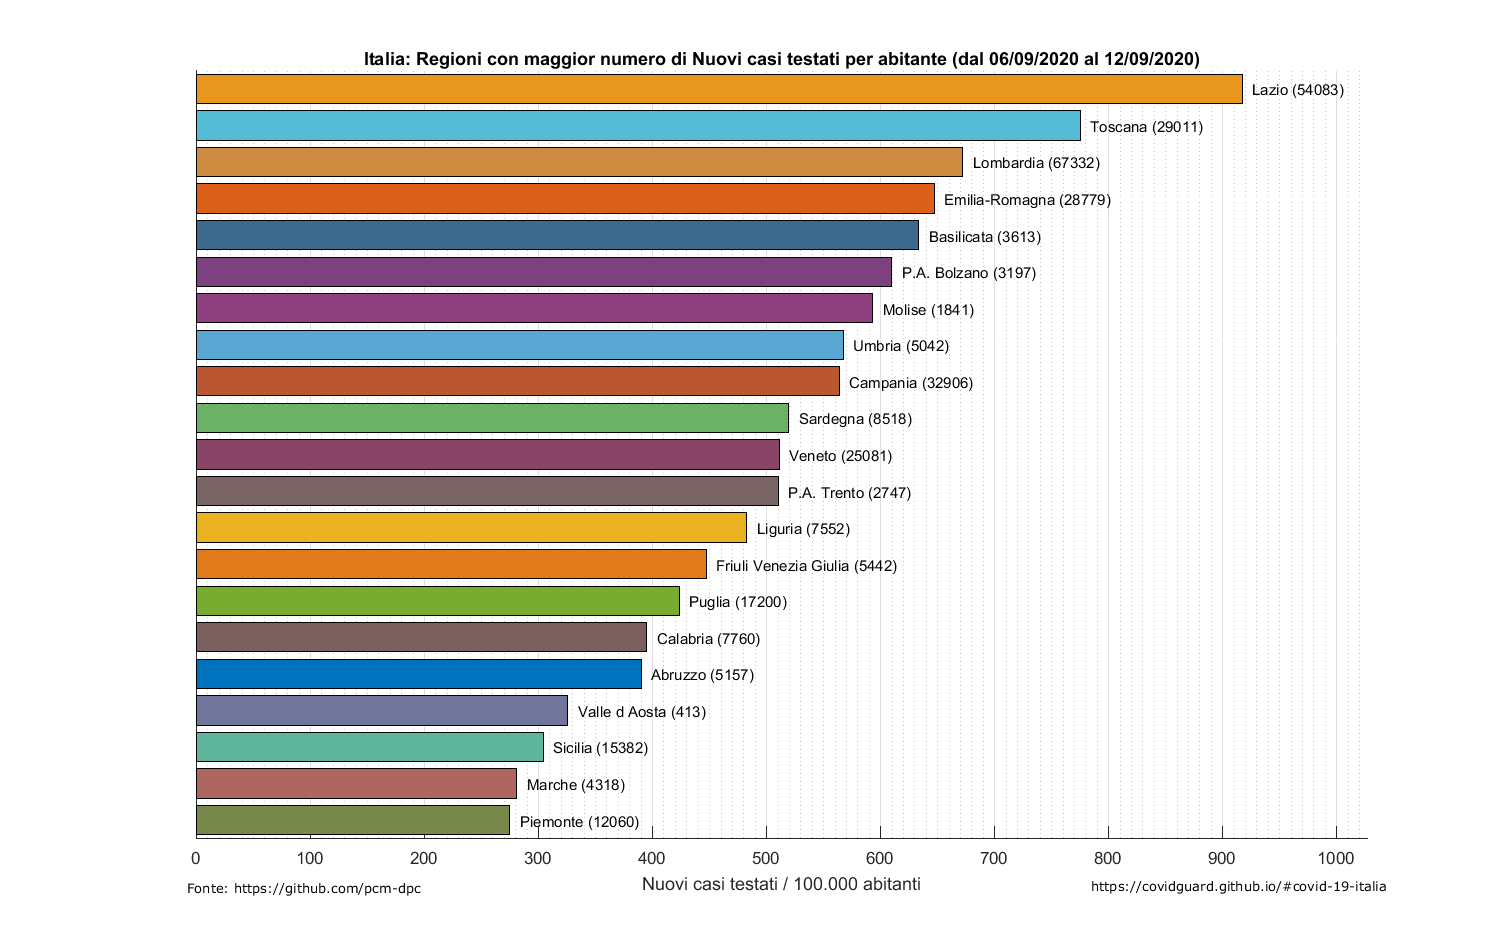 Italia: Regioni con maggior numero di Nuovi casi testati per abitante (dal 06/09/2020 al 12/09/2020)
Lazio (54083)
Toscana (29011)
Lombardia (67332)
Emilia-Romagna (28779)
Basilicata (3613)
P.A. Bolzano (3197)
Molise (1841)
Umbria (5042)
Campania (32906)
Sardegna (8518)
Veneto (25081)
P.A. Trento (2747)
Liguria (7552)
Friuli Venezia Giulia (5442)
Puglia (17200)
Calabria (7760)
Abruzzo (5157)
Valle d Aosta (413)
Sicilia (15382)
Marche (4318)
Piemonte (12060)
0 100 200 300 400 500 600 700 800 900 1000
Nuovi casi testati / 100.000 abitanti
Fonte: https://github.com/pcm-dpc
https://covidguard.github.io/#covid-19-italia